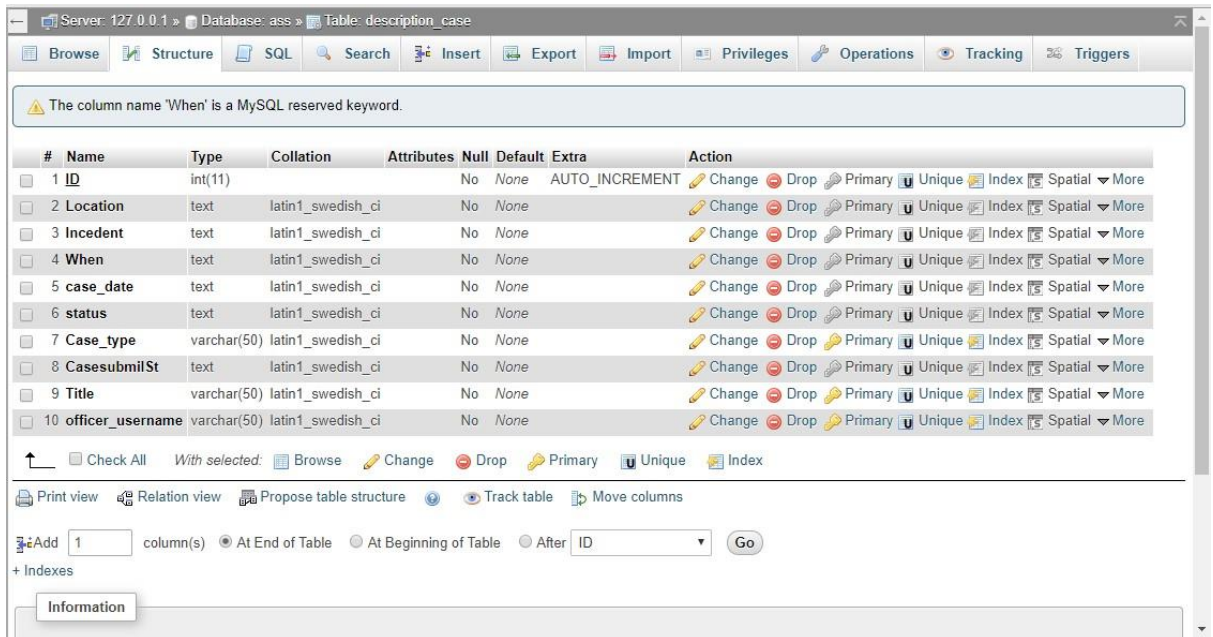 Server: 127.0.0.1 » Database: ass » Table: description_case
Browse Structure SQL Search Insert Export Import Privileges Operations Tracking Triggers
The column name 'When' is a MySQL reserved keyword.
# Name Type Collation Attributes Null Default Extra Action
1 ID int(11) No None AUTO_INCREMENT Change Drop Primary Unique Index Spatial More
2 Location text latin1_swedish_ci No None Change Drop Primary Unique Index Spatial More
3 Incedent text latin1_swedish_ci No None Change Drop Primary Unique Index Spatial More
4 When text latin1_swedish_ci No None Change Drop Primary Unique Index Spatial More
5 case_date text latin1_swedish_ci No None Change Drop Primary Unique Index Spatial More
6 status text latin1_swedish_ci No None Change Drop Primary Unique Index Spatial More
7 Case_type varchar(50) latin1_swedish_ci No None Change Drop Primary Unique Index Spatial More
8 CasesubmilSt text latin1_swedish_ci No None Change Drop Primary Unique Index Spatial More
9 Title varchar(50) latin1_swedish_ci No None Change Drop Primary Unique Index Spatial More
10 officer_username varchar(50) latin1_swedish_ci No None Change Drop Primary Unique Index Spatial More
Check All With selected: Browse Change Drop Primary Unique Index
Print view Relation view Propose table structure Track table Move columns
Add 1 column(s) At End of Table At Beginning of Table After ID Go
+ Indexes
Information